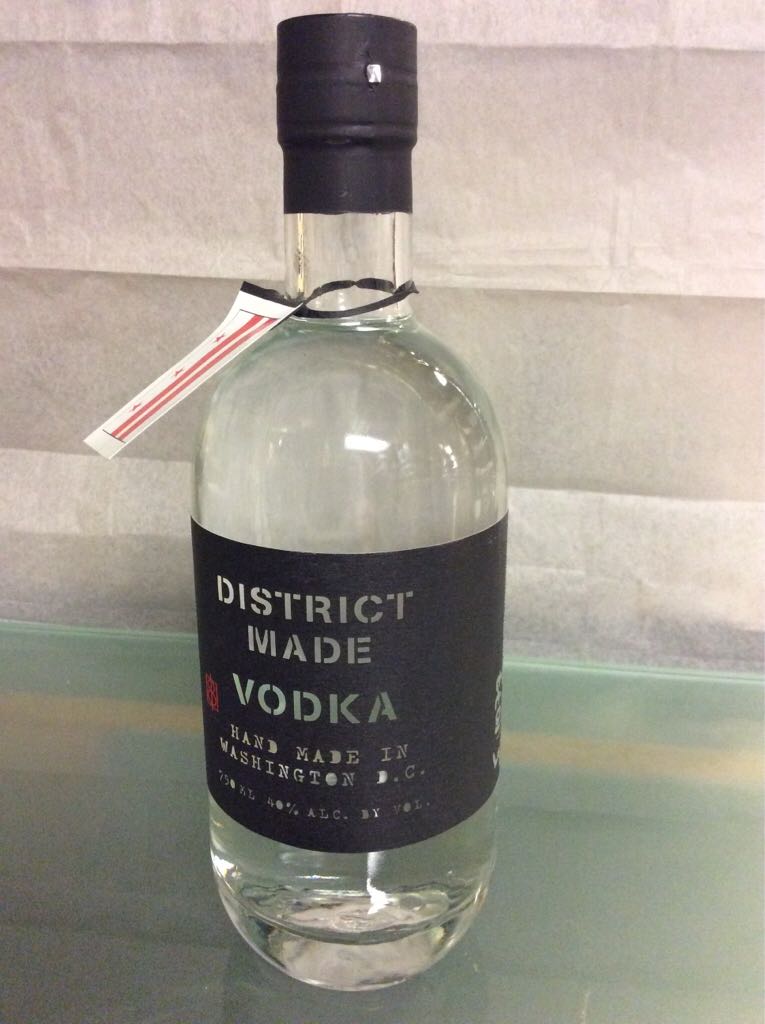 DISTRICT
MADE
VODKA
HAND MADE IN
WASHINGTON D.C.
750 ML 40% ALC. BY VOL.